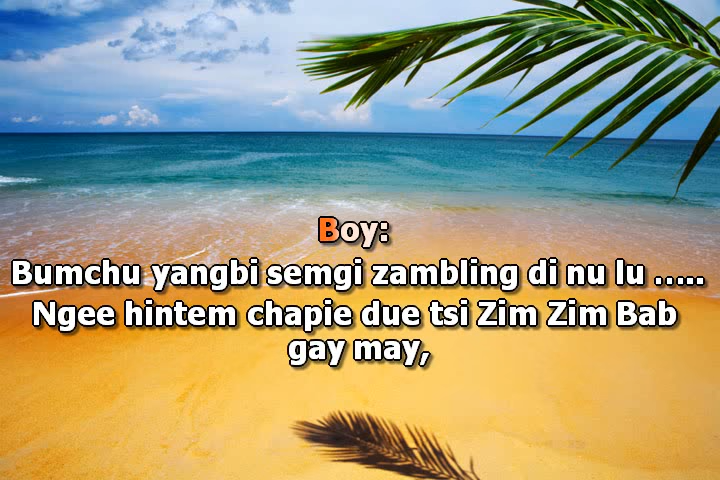 Boy:
Bumchu yangbi semgi zambling di nu lu .....
Ngee hintem chapie due tsi Zim Zim Bab
gay may,